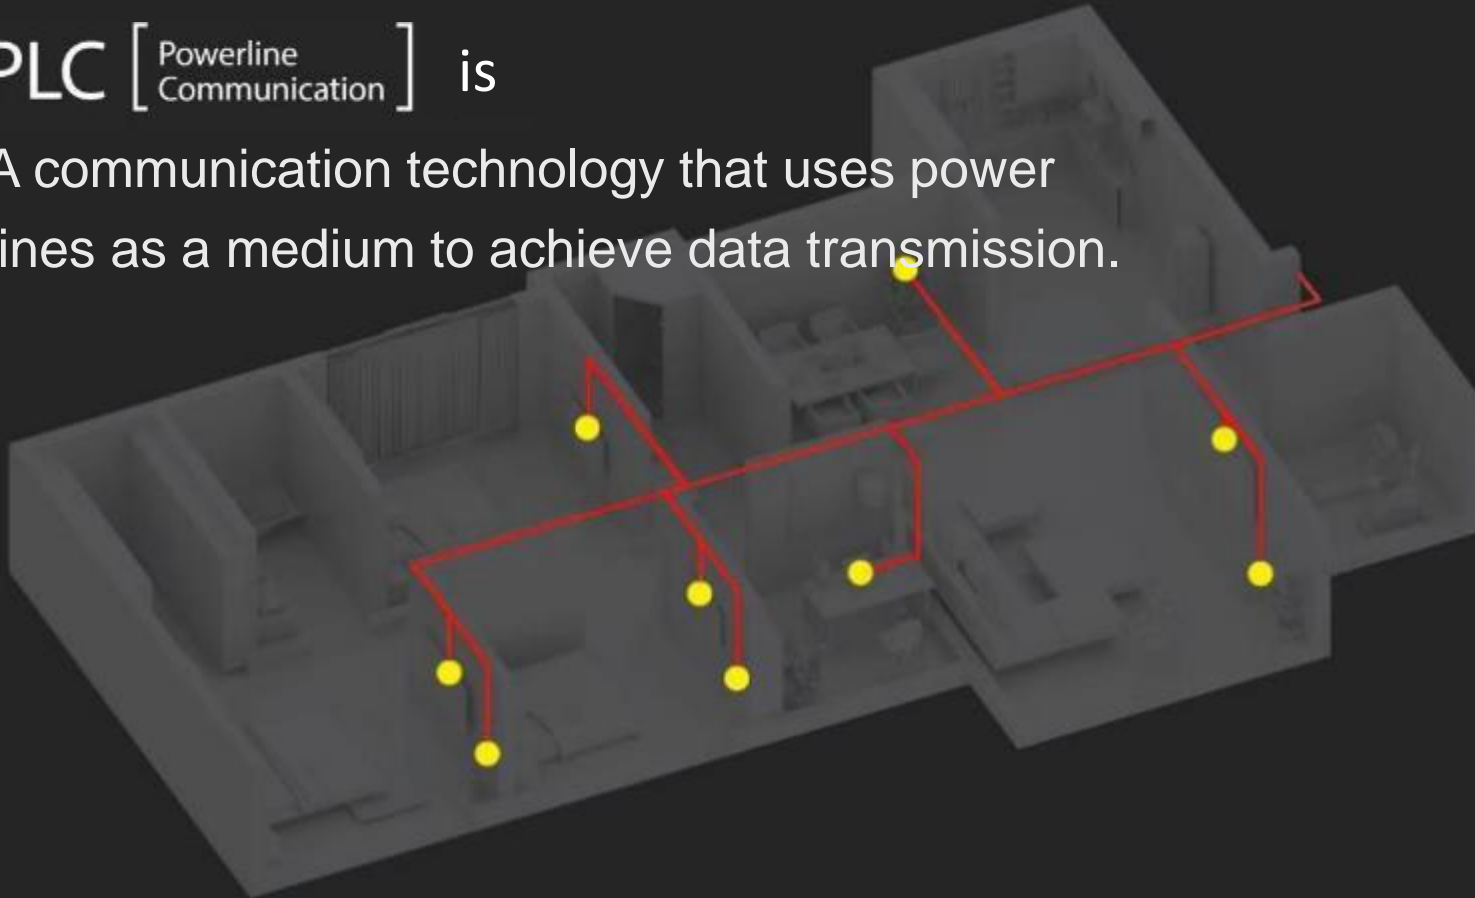 PLC [Powerline
Communication] is
A communication technology that uses power
ines as a medium to achieve data transmission.